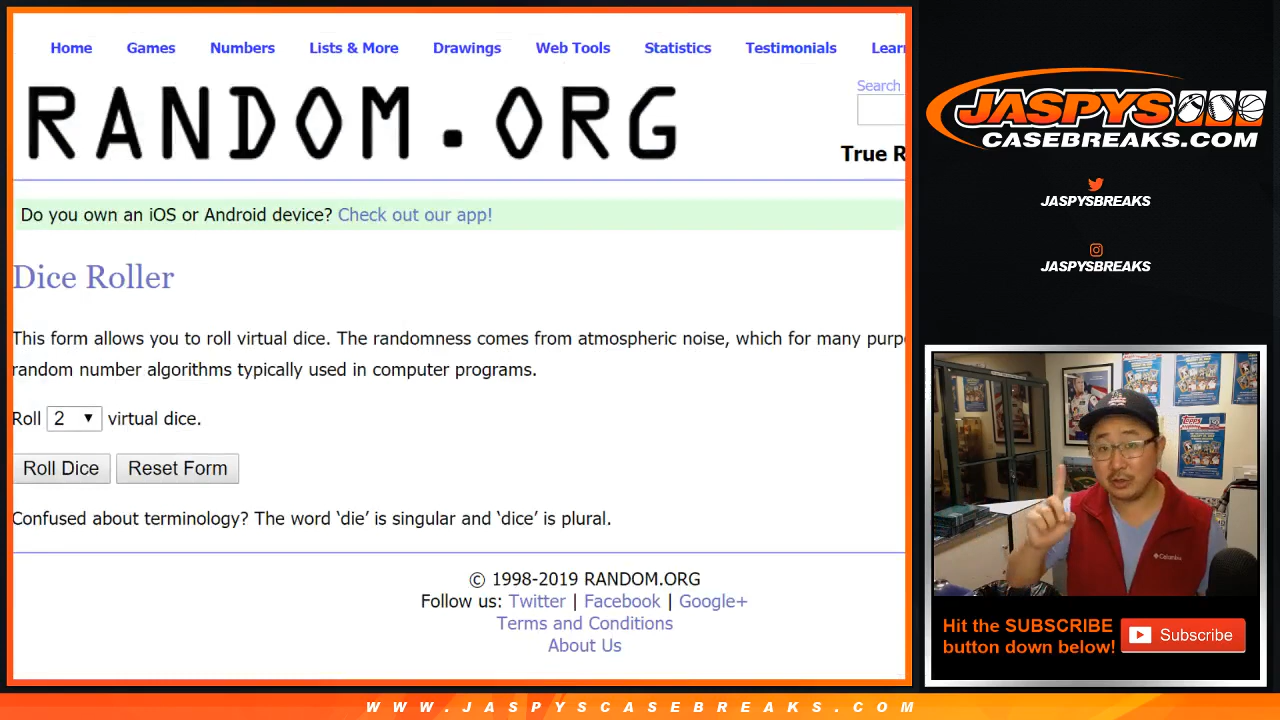 Home Games Numbers Lists & More Drawings Web Tools Statistics Testimonials Lear
RANDOM.ORG
Search
True R
Do you own an iOS or Android device? Check out our app!
Dice Roller
This form allows you to roll virtual dice. The randomness comes from atmospheric noise, which for many purpo
random number algorithms typically used in computer programs.
Roll 2 virtual dice.
Roll Dice Reset Form
Confused about terminology? The word ‘die’ is singular and ‘dice’ is plural.
© 1998-2019 RANDOM.ORG
Follow us: Twitter | Facebook | Google+
Terms and Conditions
About Us
JASPYS
CASEBREAKS.COM
JASPYSBREAKS
JASPYSBREAKS
Topps
Columbia
Hit the SUBSCRIBE
button down below!
Subscribe
WWW.JASPYSCASEBREAKS.COM